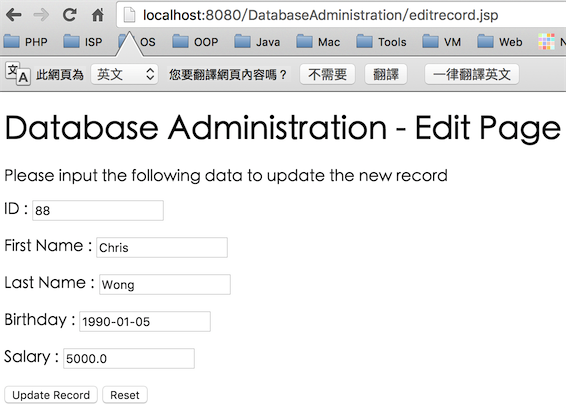 localhost:8080/DatabaseAdministration/editrecord.jsp
PHP ISP OS OOP Java Mac Tools VM Web N
文A 此網頁為 英文 您要翻譯網頁內容嗎？ 不需要 翻譯 一律翻譯英文
Database Administration - Edit Page
Please input the following data to update the new record
ID : 88
First Name : Chris
Last Name : Wong
Birthday : 1990-01-05
Salary : 5000.0
Update Record Reset